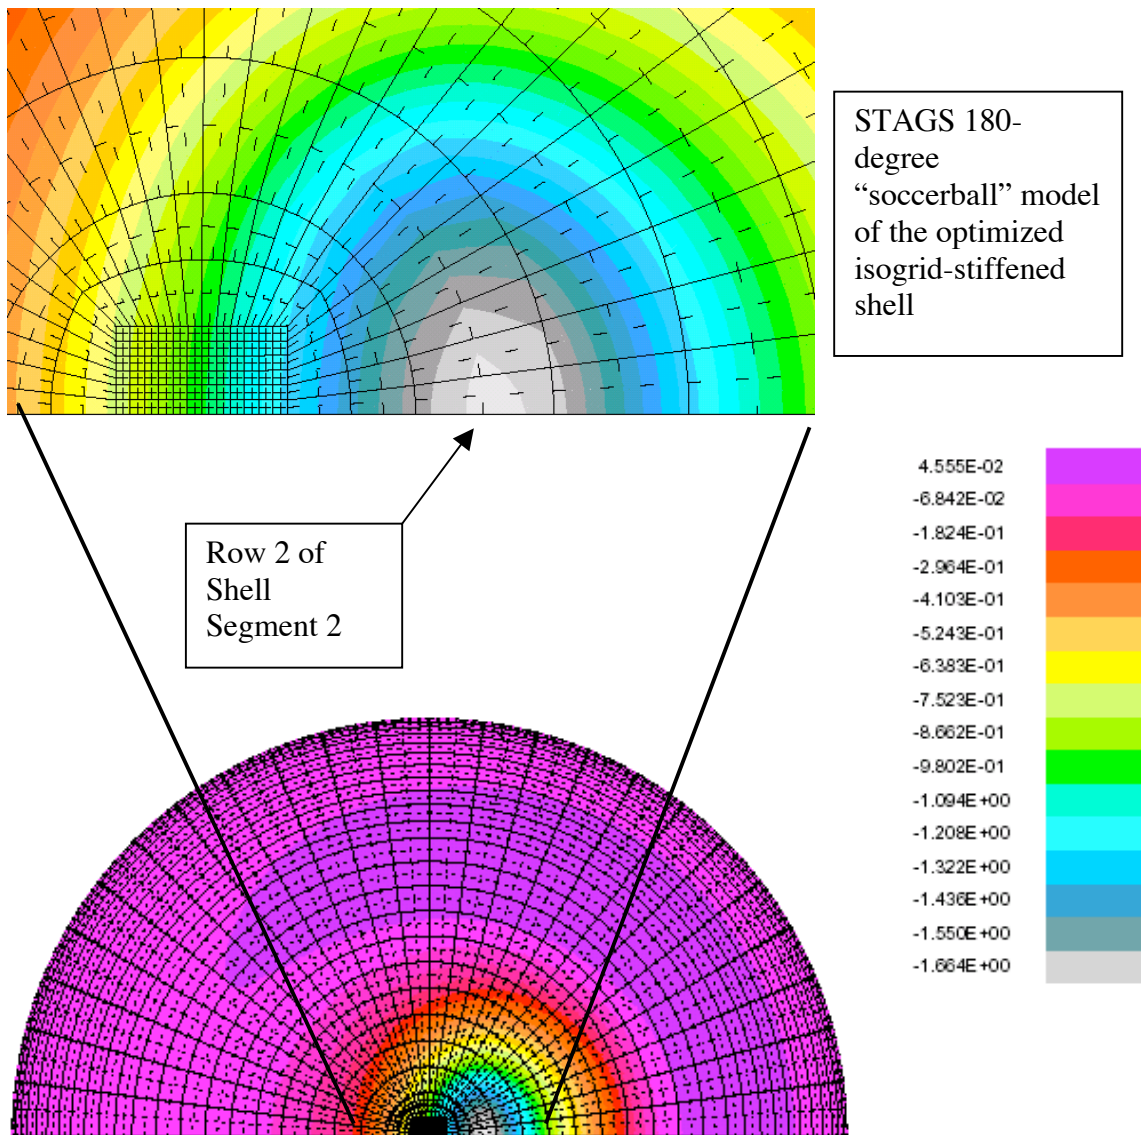 STAGS 180-
degree
“soccerball” model
of the optimized
isogrid-stiffened
shell
Row 2 of
Shell
Segment 2
4.555E-02
-6.842E-02
-1.824E-01
-2.964E-01
-4.103E-01
-5.243E-01
-6.383E-01
-7.523E-01
-8.662E-01
-9.802E-01
-1.094E+00
-1.208E+00
-1.322E+00
-1.436E+00
-1.550E+00
-1.664E+00